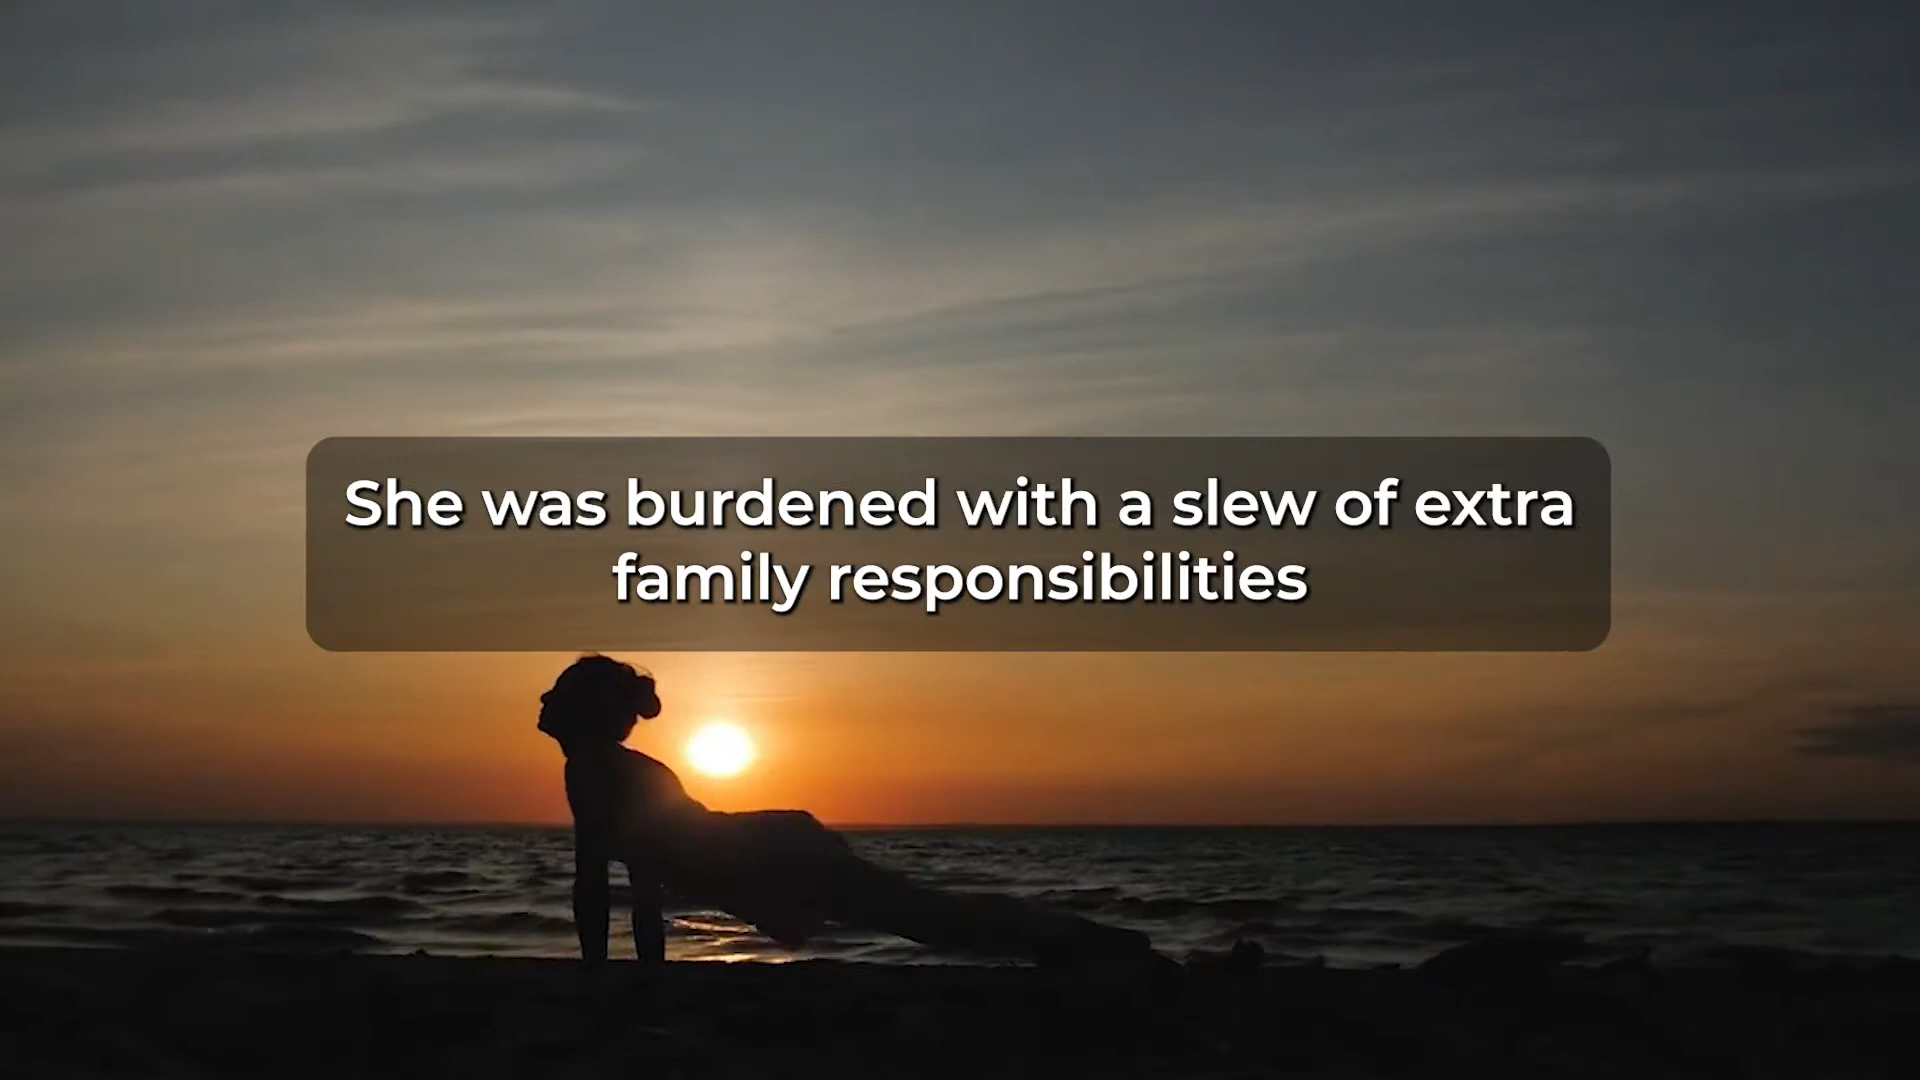 She was burdened with a slew of extra
family responsibilities